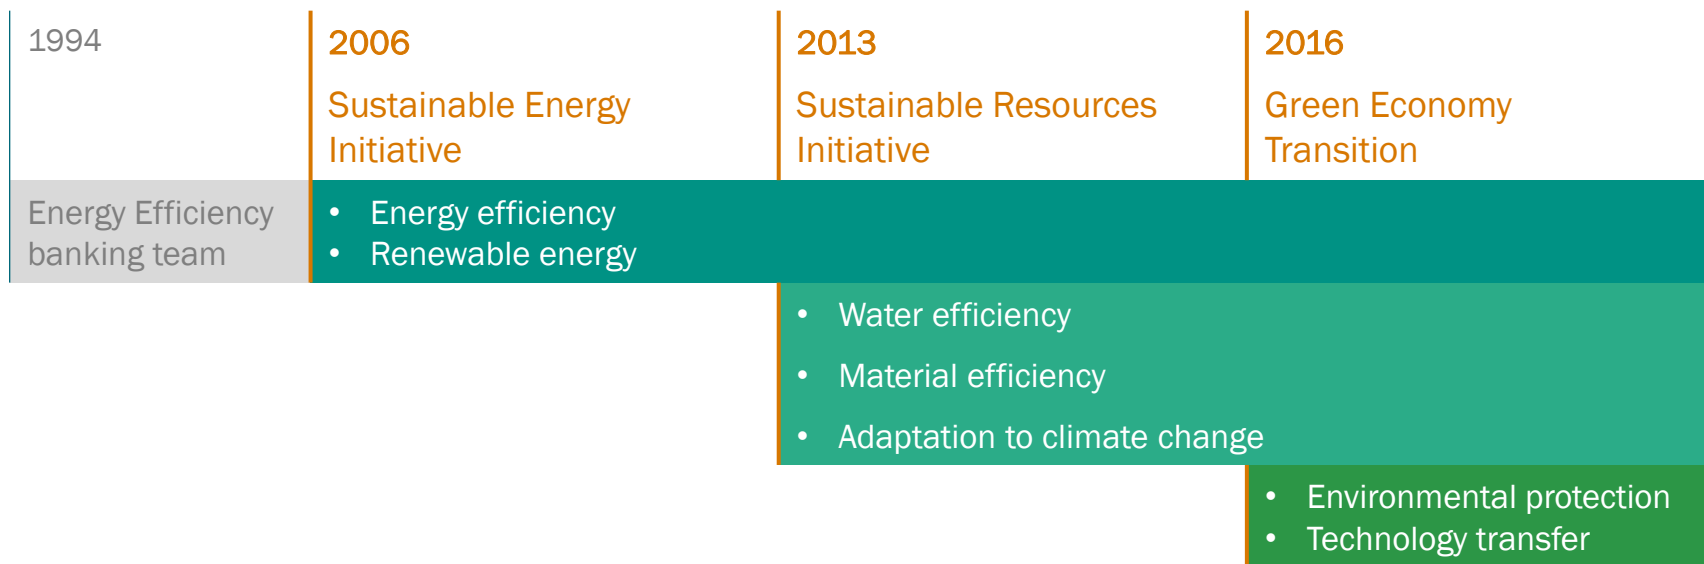 1994
2006
Sustainable Energy
Initiative
2013
Sustainable Resources
Initiative
2016
Green Economy
Transition
Energy Efficiency
banking team
• Energy efficiency
• Renewable energy
• Water efficiency
• Material efficiency
• Adaptation to climate change
• Environmental protection
• Technology transfer